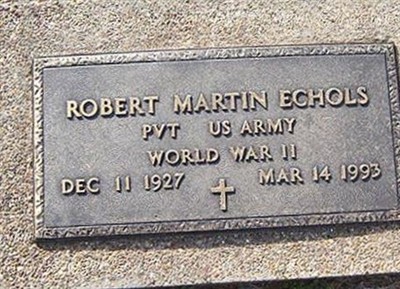 ROBERT MARTIN ECHOLS
PVT US ARMY
WORLD WAR II
DEC 11 1927 MAR 14 1993